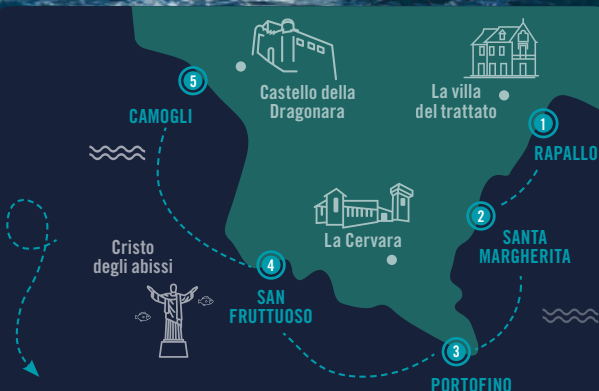 5
CAMOGLI
Castello della
Dragonara
La villa
del trattato
1
RAPALLO
2
SANTA
MARGHERITA
La Cervara
Cristo
degli abissi
4
SAN
FRUTTUOSO
3
PORTOFINO